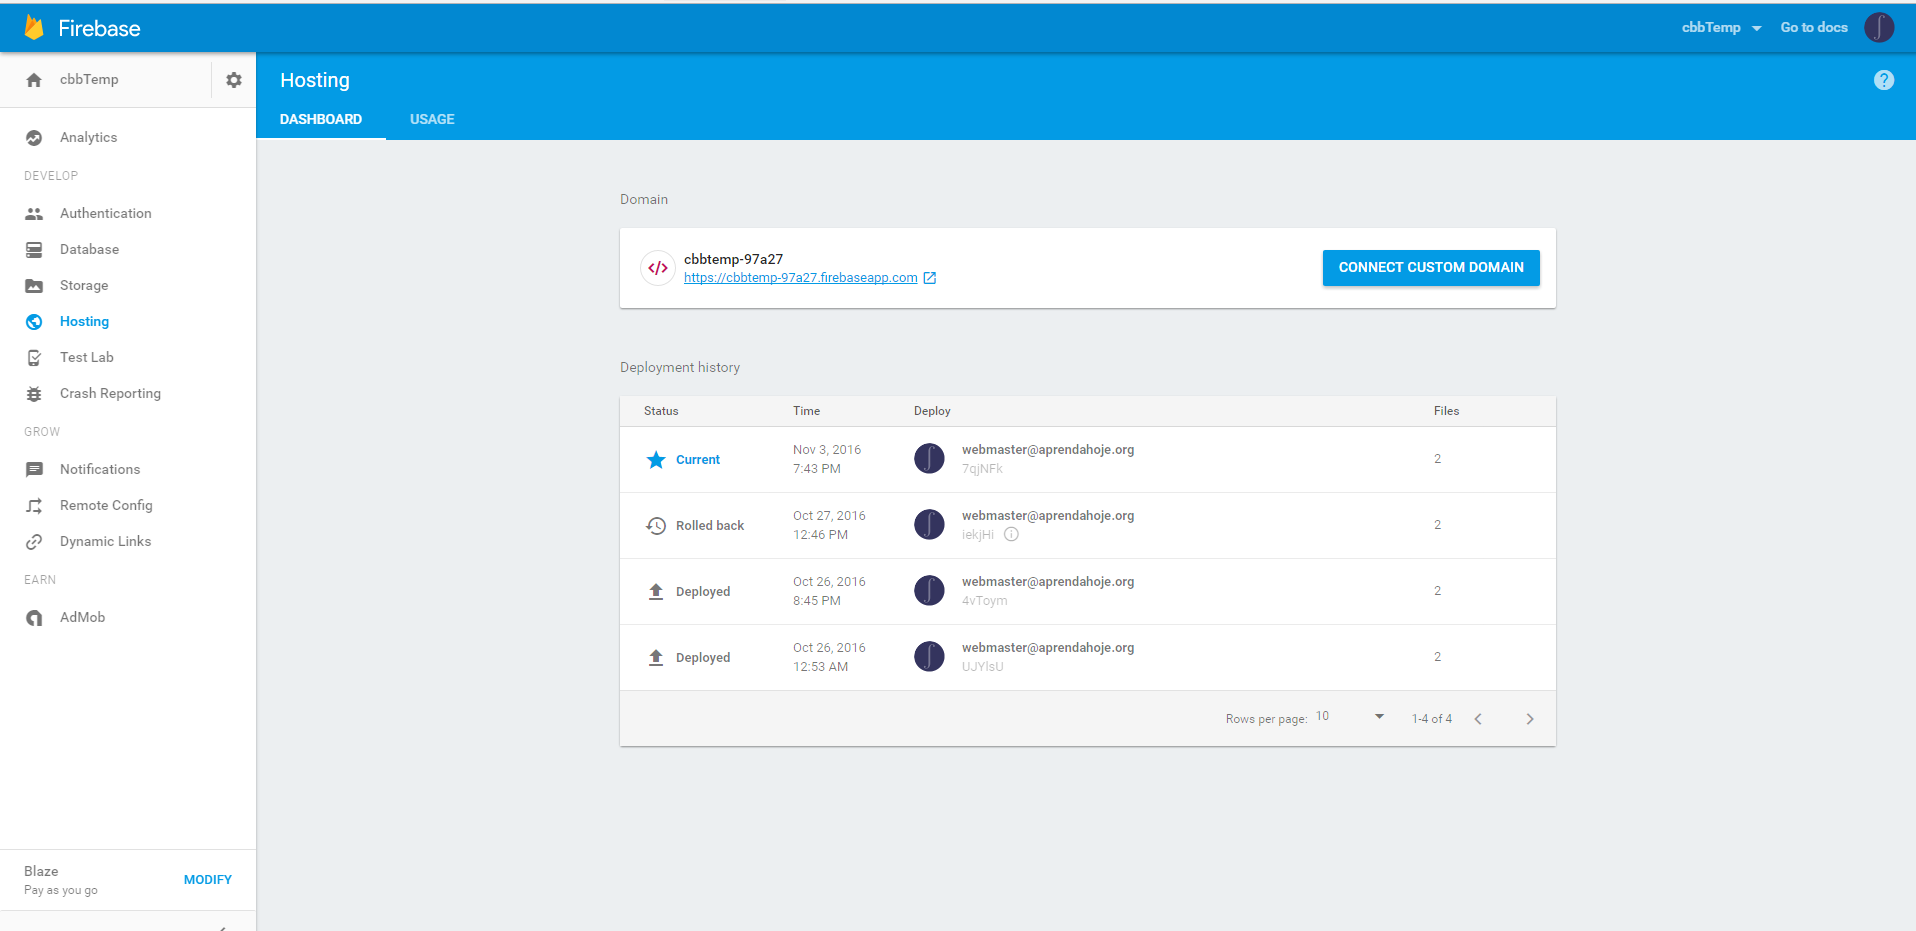 Firebase
cbbTemp
Go to docs
cbbTemp
Analytics
DEVELOP
Authentication
Database
Storage
Hosting
Test Lab
Crash Reporting
GROW
Notifications
Remote Config
Dynamic Links
EARN
AdMob
Blaze
Pay as you go
MODIFY
Hosting
DASHBOARD USAGE
Domain
cbbtemp-97a27
https://cbbtemp-97a27.firebaseapp.com
CONNECT CUSTOM DOMAIN
Deployment history
Status Time Deploy Files
Current
Nov 3, 2016
7:43 PM
webmaster@aprendahoje.org
7qjNFk
2
Rolled back
Oct 27, 2016
12:46 PM
webmaster@aprendahoje.org
2
Deployed
Oct 26, 2016
8:45 PM
webmaster@aprendahoje.org
4vToym
2
Deployed
Oct 26, 2016
12:53 AM
webmaster@aprendahoje.org
2
Rows per page: 10 1-4 of 4